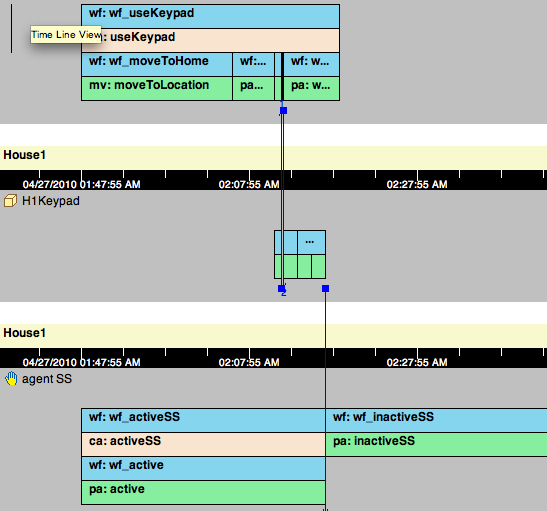 wf: wf_useKeypad
Time Line View
: useKeypad
wf: wf_moveToHome wf:... wf: w...
mv: moveToLocation pa... pa: w...
House1
04/27/2010 01:47:55 AM 02:07:55 AM 02:27:55 AM
H1Keypad
...
2
House1
04/27/2010 01:47:55 AM 02:07:55 AM 02:27:55 AM
agent SS
wf: wf_activeSS wf: wf_inactiveSS
ca: activeSS pa: inactiveSS
wf: wf_active
pa: active